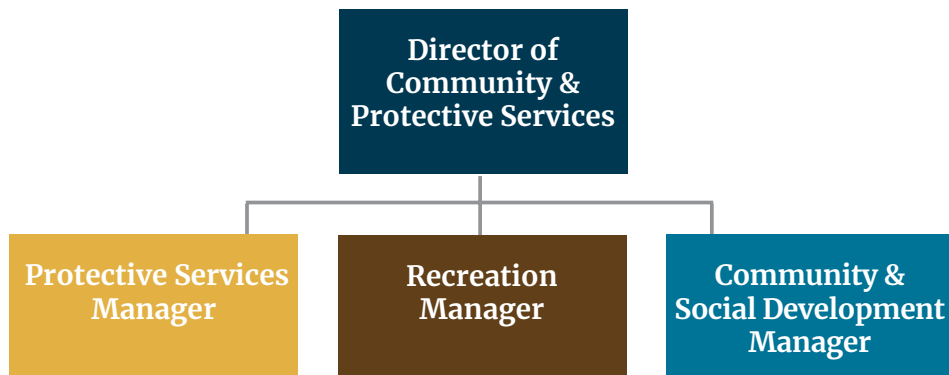 Director of
Community &
Protective Services
Protective Services
Manager
Recreation
Manager
Community &
Social Development
Manager